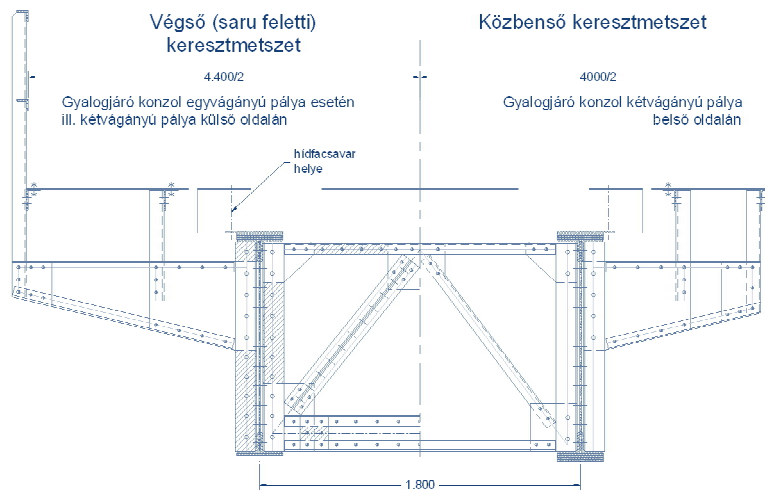 Végső (saru feletti)
keresztmetszet
Közbenső keresztmetszet
4.400/2
4000/2
Gyalogjáró konzol egyvágányú pálya esetén
ill. kétvágányú pálya külső oldalán
Gyalogjáró konzol kétvágányú pálya
belső oldalán
hídfacsavar
helye
1.800